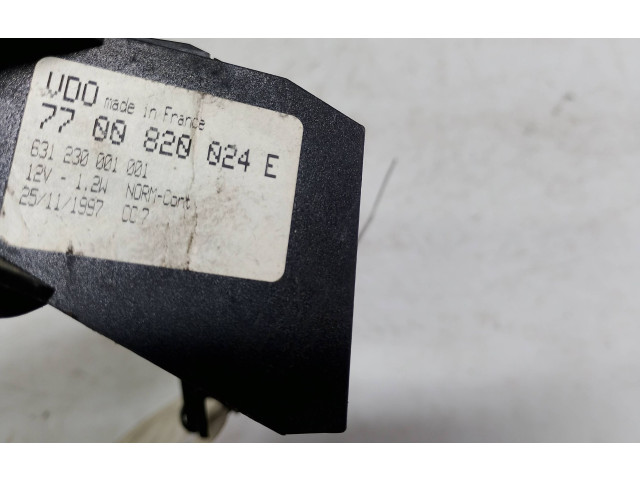 VDO made in France
77 00 820 024 E
631 230 001 001
12V - 1,2W NORM-Cont
25/11/1997 CC:7